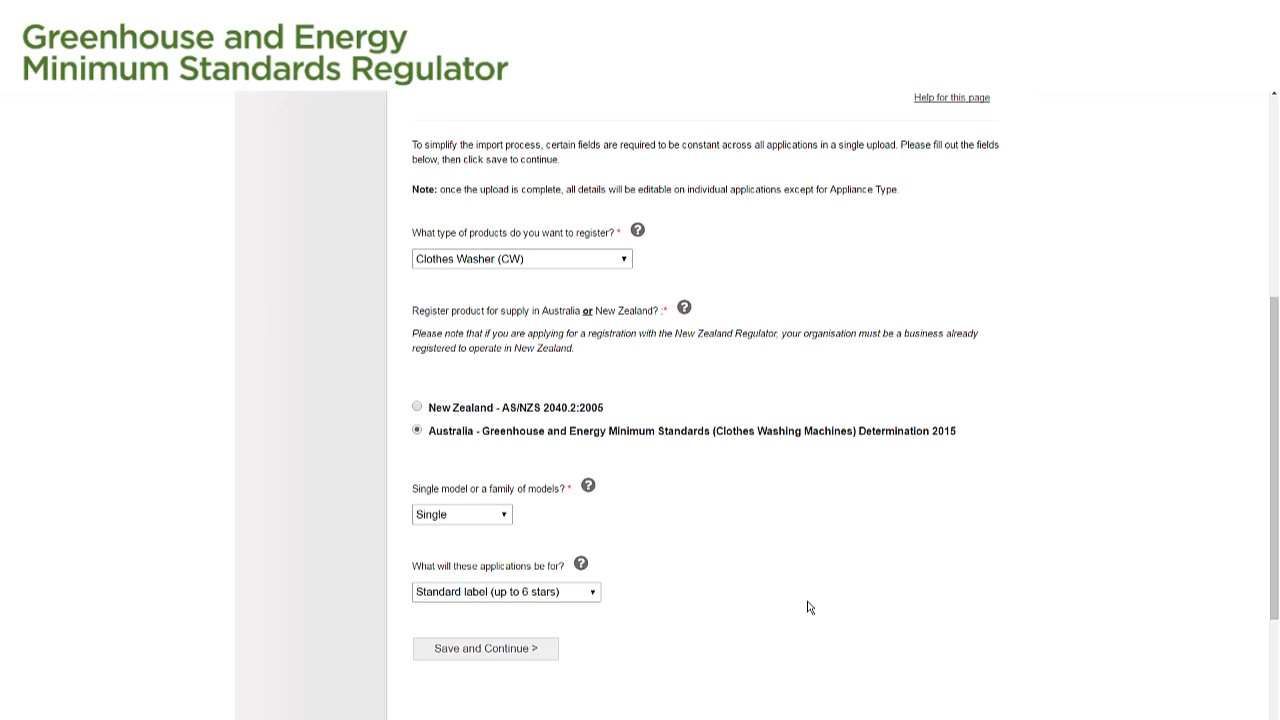 Greenhouse and Energy
Minimum Standards Regulator
Help for this page
To simplify the import process, certain fields are required to be constant across all applications in a single upload. Please fill out the fields
below, then click save to continue.
Note: once the upload is complete, all details will be editable on individual applications except for Appliance Type.
What type of products do you want to register? * ?
Clothes Washer (CW)
Register product for supply in Australia or New Zealand? :* ?
Please note that if you are applying for a registration with the New Zealand Regulator, your organisation must be a business already
registered to operate in New Zealand.
New Zealand - AS/NZS 2040.2:2005
Australia - Greenhouse and Energy Minimum Standards (Clothes Washing Machines) Determination 2015
Single model or a family of models? * ?
Single
What will these applications be for? ?
Standard label (up to 6 stars)
Save and Continue >